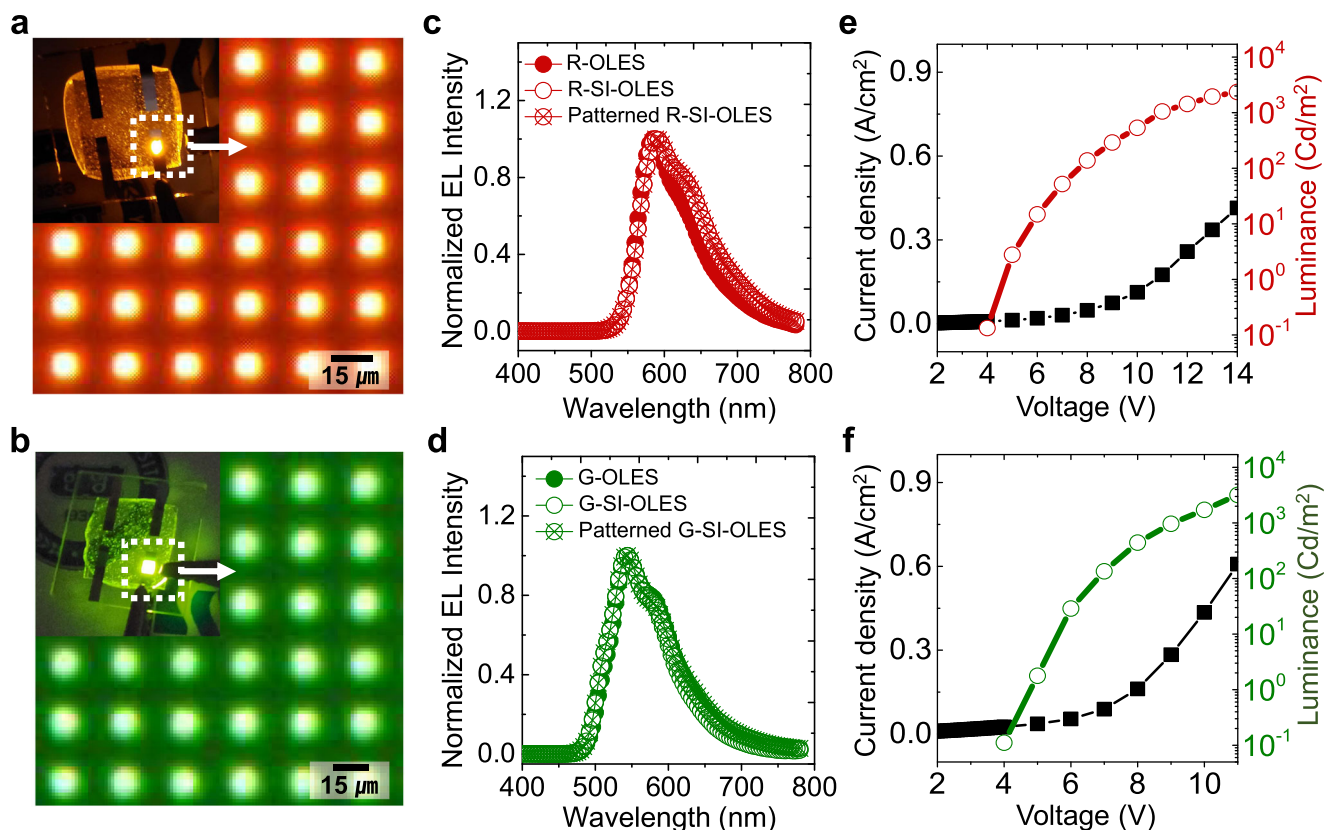 a
15 µm
b
15 µm
c
R-OLES
R-SI-OLES
Patterned R-SI-OLES
Normalized EL Intensity
1.2
0.8
0.4
0.0
400 500 600 700 800
Wavelength (nm)
d
G-OLES
G-SI-OLES
Patterned G-SI-OLES
Normalized EL Intensity
1.2
0.8
0.4
0.0
400 500 600 700 800
Wavelength (nm)
e
Current density (A/cm²)
0.9
0.6
0.3
0.0
2 4 6 8 10 12 14
Voltage (V)
10⁴
10³
10²
10¹
10⁰
10⁻¹
Luminance (Cd/m²)
f
Current density (A/cm²)
0.9
0.6
0.3
0.0
2 4 6 8 10
Voltage (V)
10⁴
10³
10²
10¹
10⁰
10⁻¹
Luminance (Cd/m²)